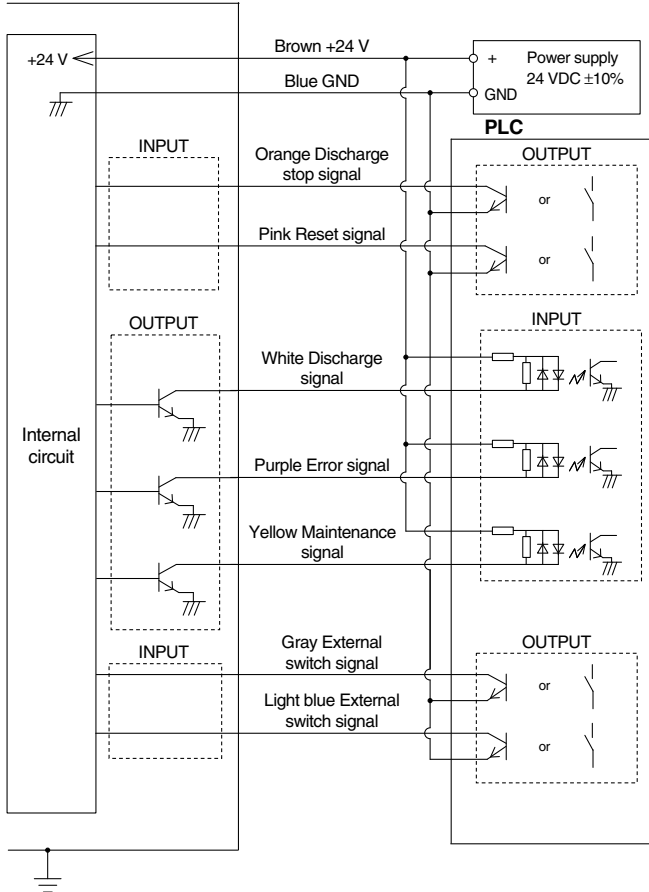 +24 V
Brown +24 V
Blue GND
+
GND
Power supply
24 VDC ±10%
PLC
INPUT
Orange Discharge
stop signal
Pink Reset signal
OUTPUT
or
or
OUTPUT
White Discharge
signal
Purple Error signal
Yellow Maintenance
signal
INPUT
Internal
circuit
INPUT
Gray External
switch signal
Light blue External
switch signal
OUTPUT
or
or